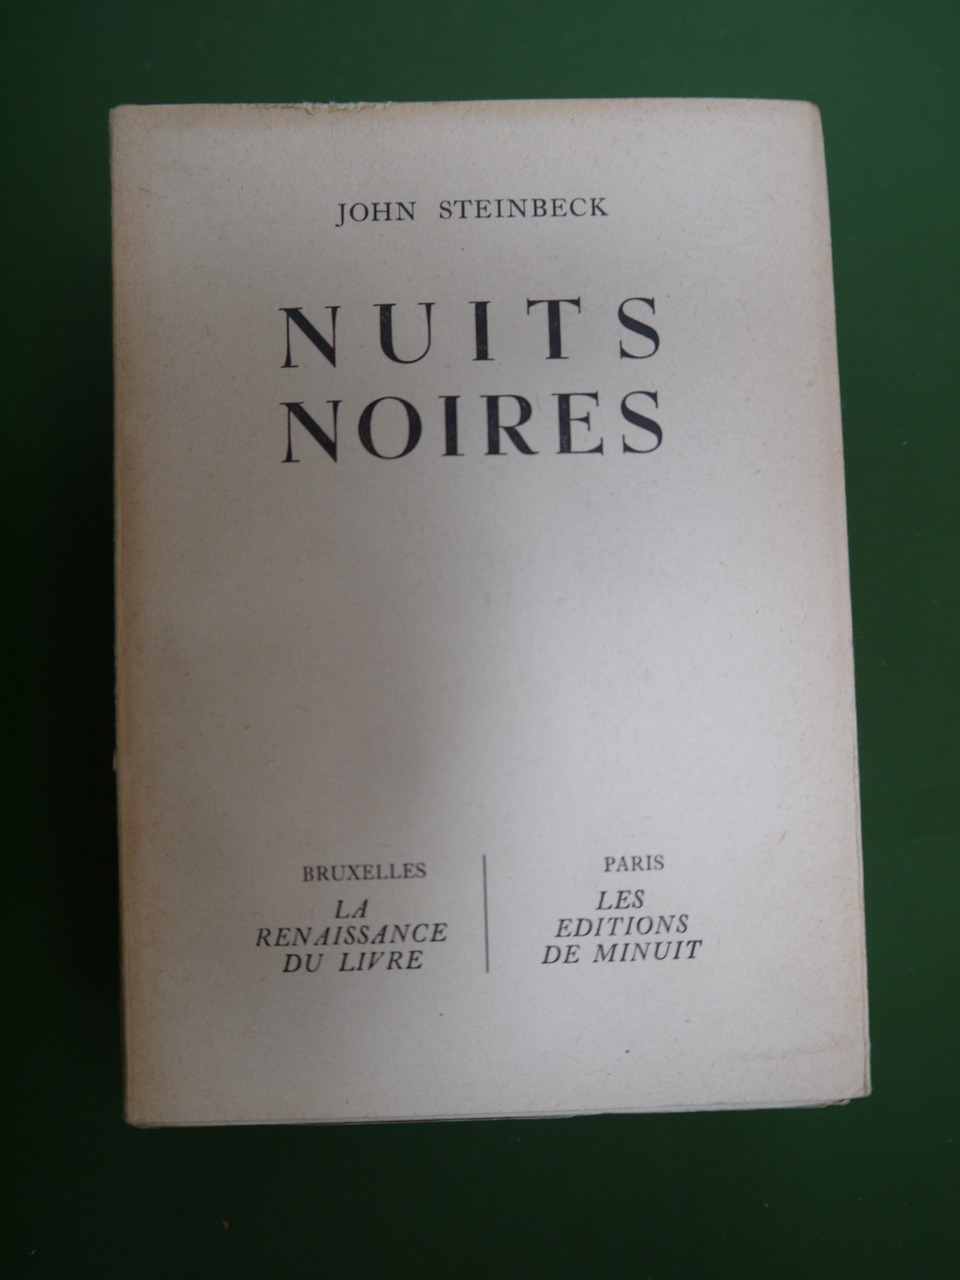 JOHN STEINBECK
NUITS
NOIRES
BRUXELLES
LA
RENAISSANCE
DU LIVRE
PARIS
LES
EDITIONS
DE MINUIT